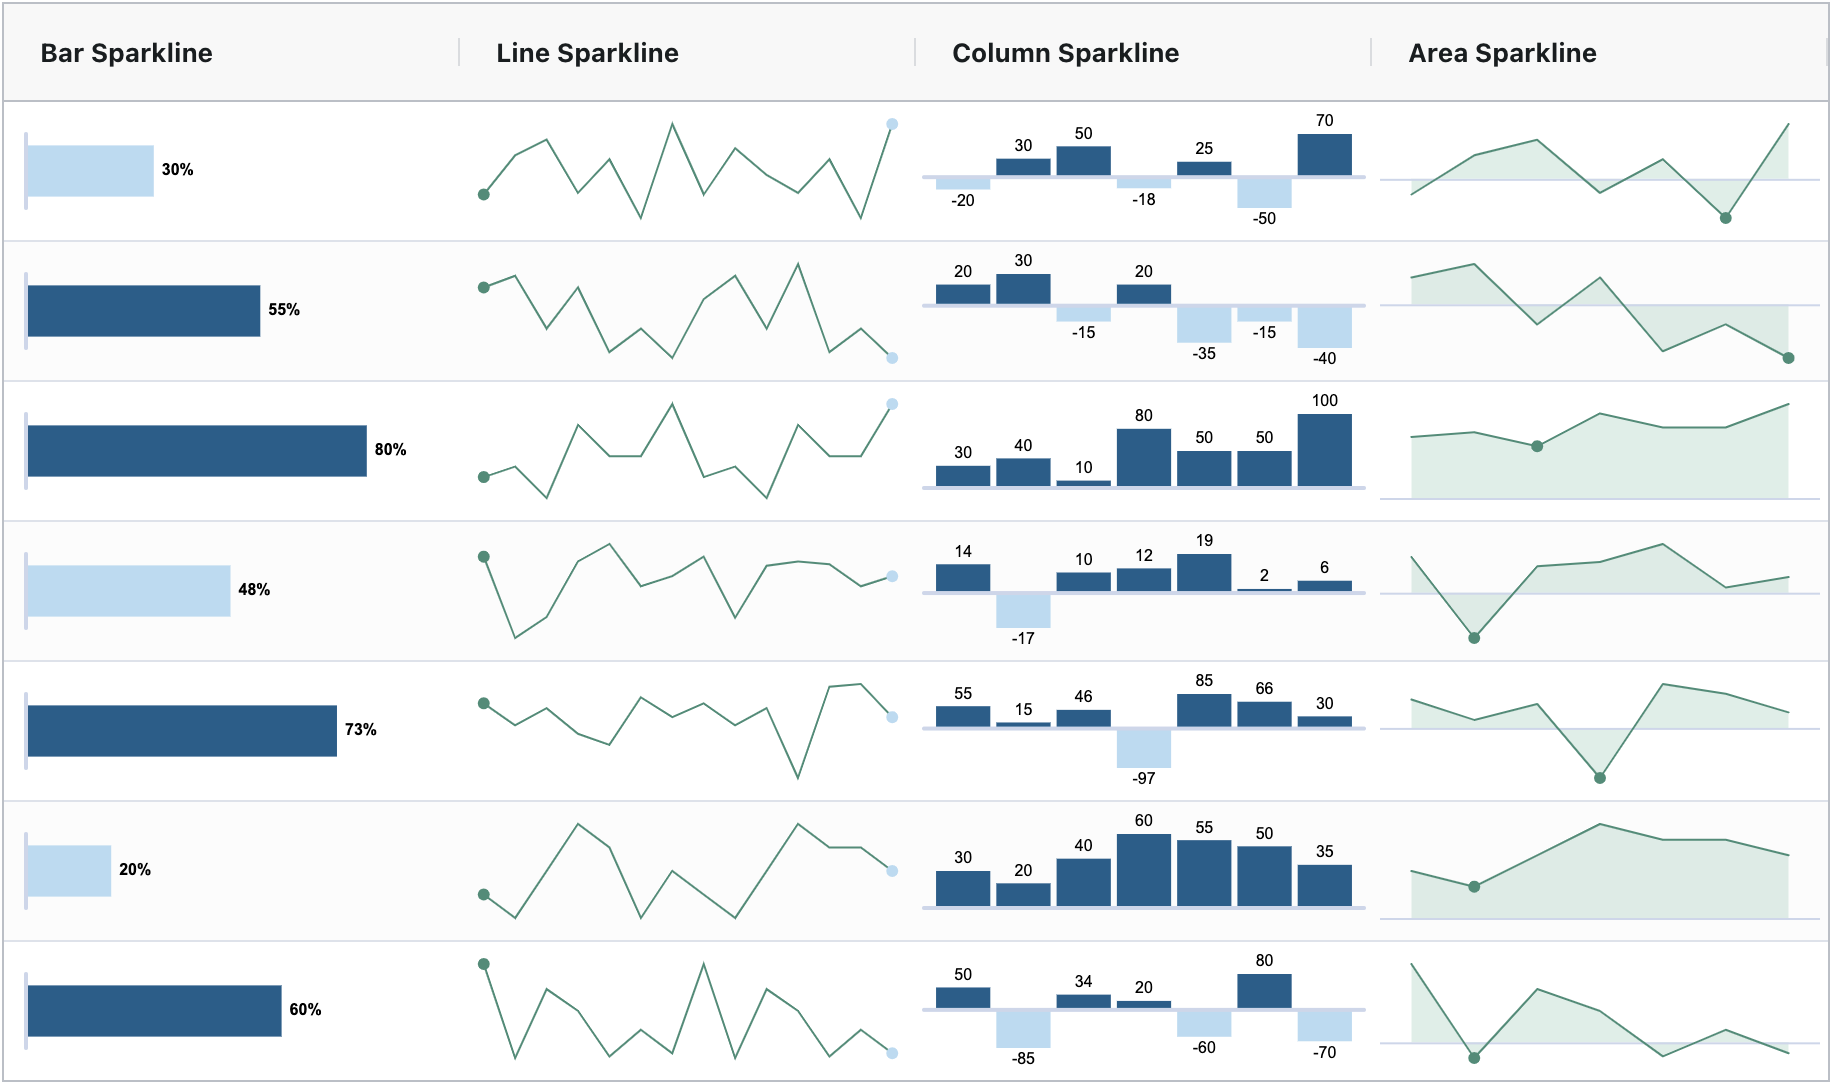 Bar Sparkline Line Sparkline Column Sparkline Area Sparkline
30% -20 30 50 -18 25 -50 70
55% 20 30 -15 20 -35 -15 -40
80% 30 40 10 80 50 50 100
48% 14 -17 10 12 19 2 6
73% 55 15 46 -97 85 66 30
20% 30 20 40 60 55 50 35
60% 50 -85 34 20 -60 80 -70